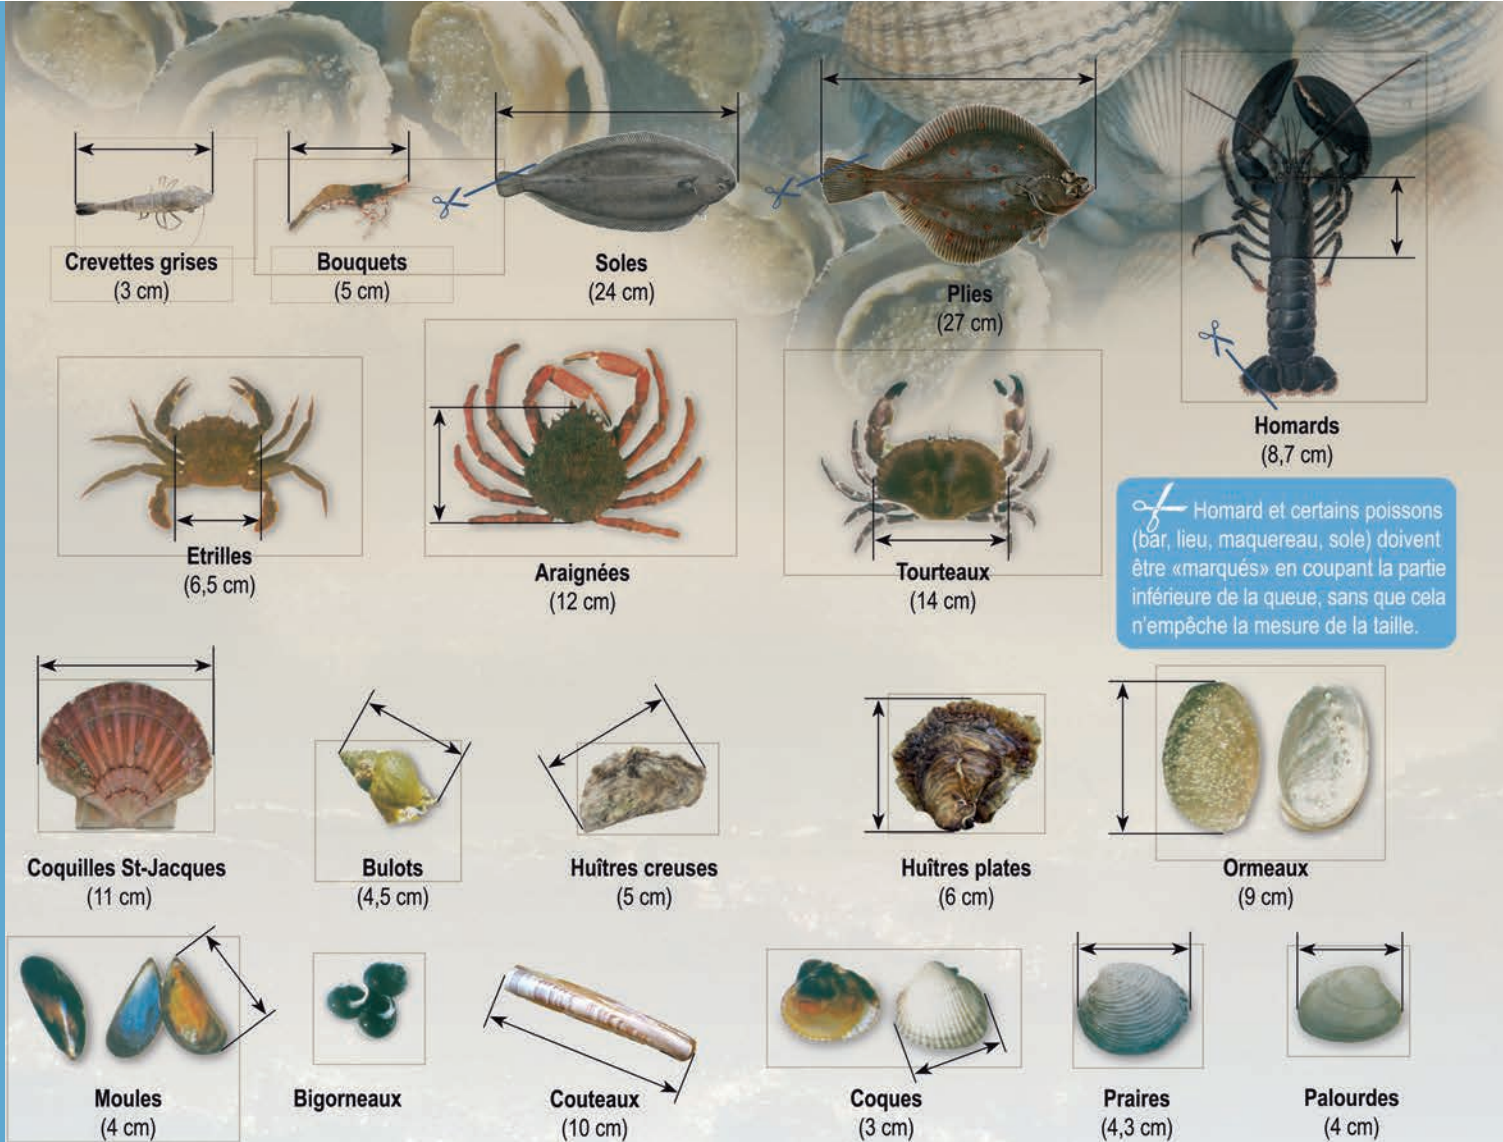 Crevettes grises
(3 cm)
Bouquets
(5 cm)
Soles
(24 cm)
Plies
(27 cm)
Homards
(8,7 cm)
Etrilles
(6,5 cm)
Araignées
(12 cm)
Tourteaux
(14 cm)
Homard et certains poissons
(bar, lieu, maquereau, sole) doivent
être «marqués» en coupant la partie
inférieure de la queue, sans que cela
n'empêche la mesure de la taille.
Coquilles St-Jacques
(11 cm)
Bulots
(4,5 cm)
Huîtres creuses
(5 cm)
Huîtres plates
(6 cm)
Ormeaux
(9 cm)
Moules
(4 cm)
Bigorneaux
Couteaux
(10 cm)
Coques
(3 cm)
Praires
(4,3 cm)
Palourdes
(4 cm)